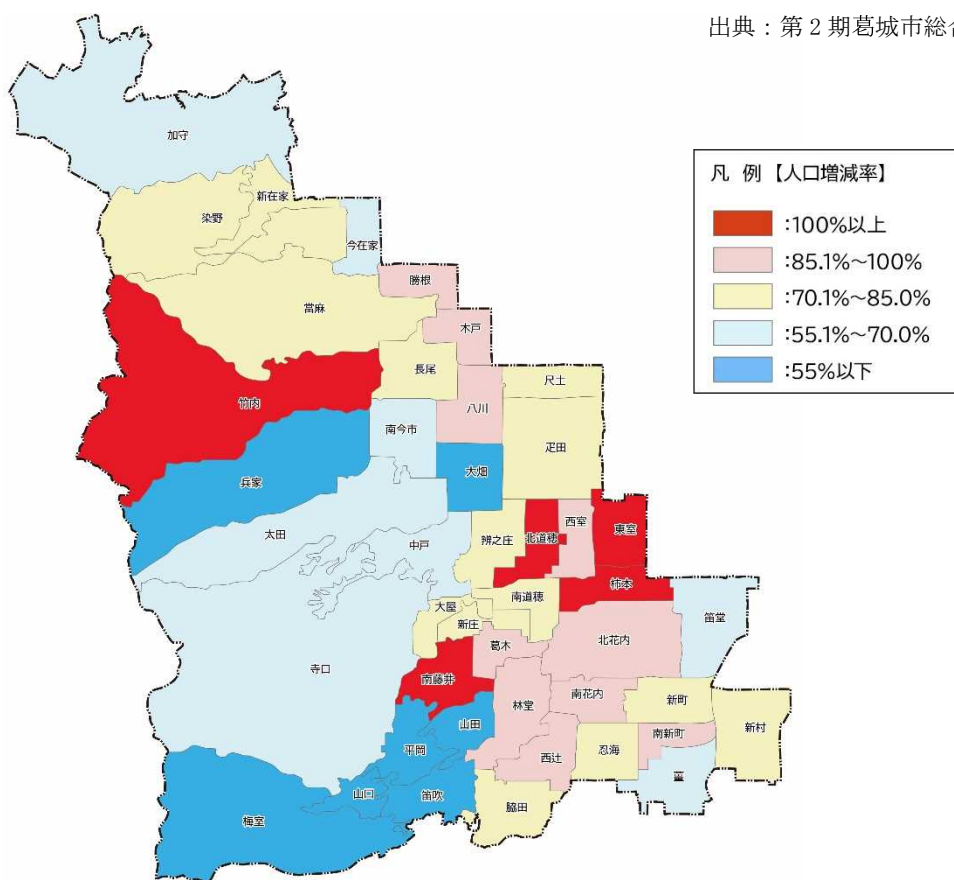 出典：第２期葛城市総合
加守
新在家
染野
今在家
勝根
當麻
木戸
長尾
尺土
竹内
八川
南今市
疋田
大畑
兵家
太田
西室
東室
中戸
辨之庄
北道穂
柿本
南道穂
大屋
笛堂
新庄
葛木
北花内
寺口
南藤井
林堂
南花内
新町
山田
新村
南新町
平岡
西辻
忍海
山口
笛吹
梅室
脇田
凡 例 【人口増減率】
:100%以上
:85.1%～100%
:70.1%～85.0%
:55.1%～70.0%
:55%以下